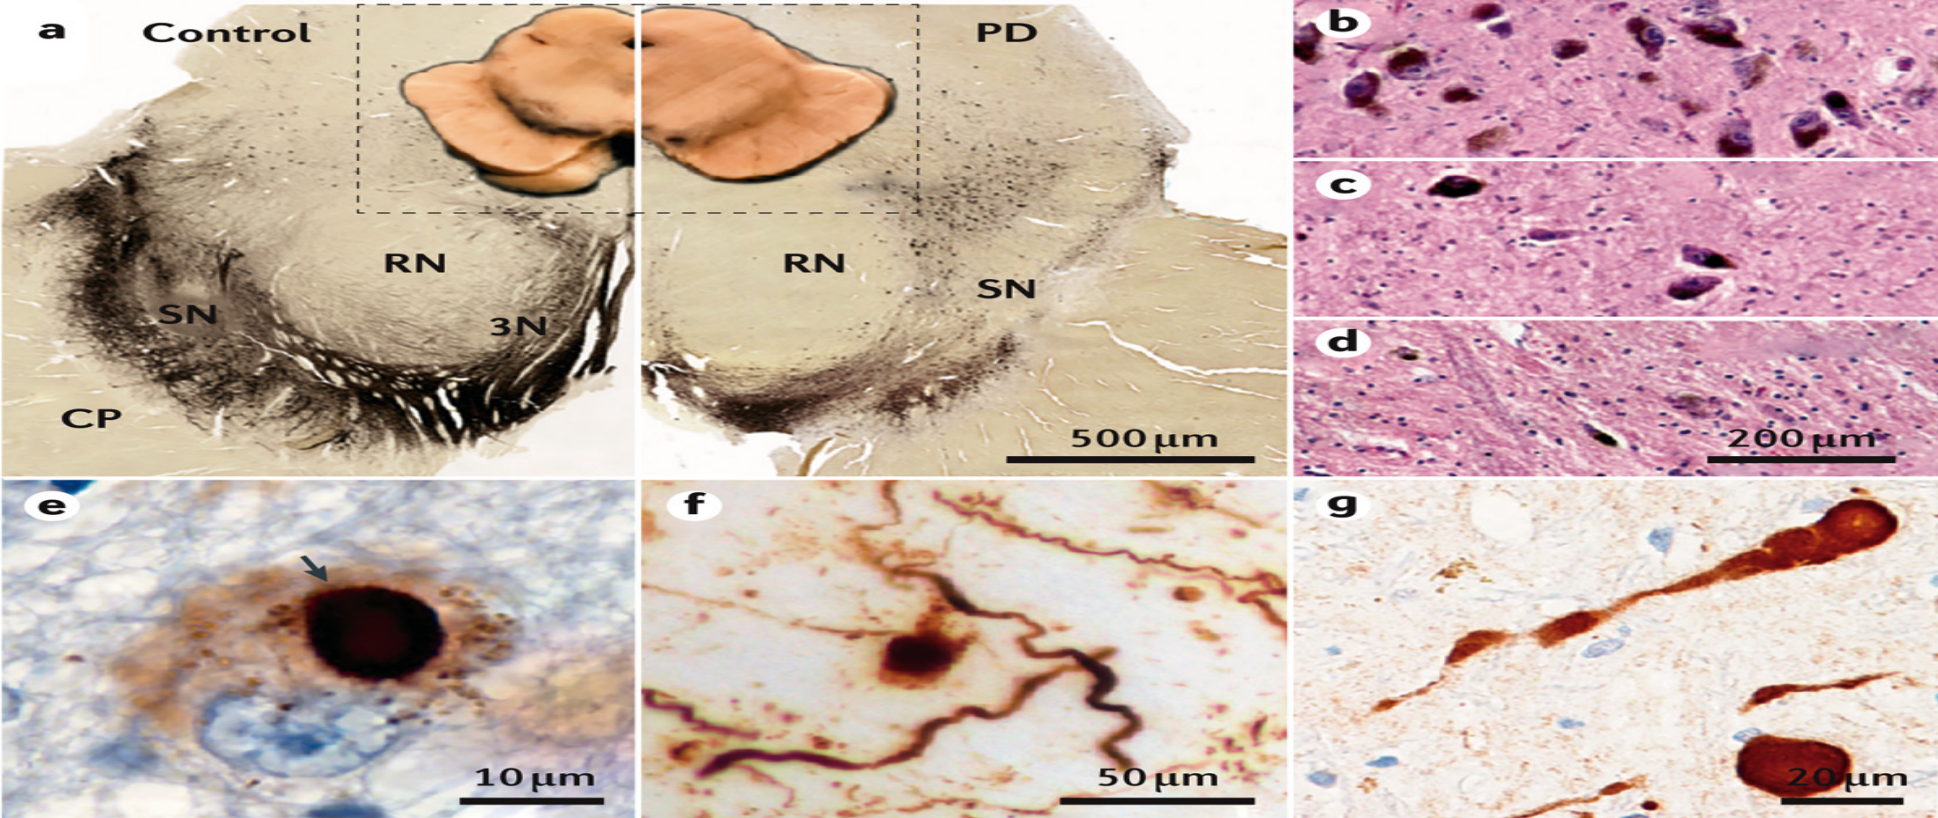 a
Control
PD
RN
SN
3N
CP
RN
SN
500 µm
b
c
d
200 µm
e
10 µm
f
50 µm
g
20 µm